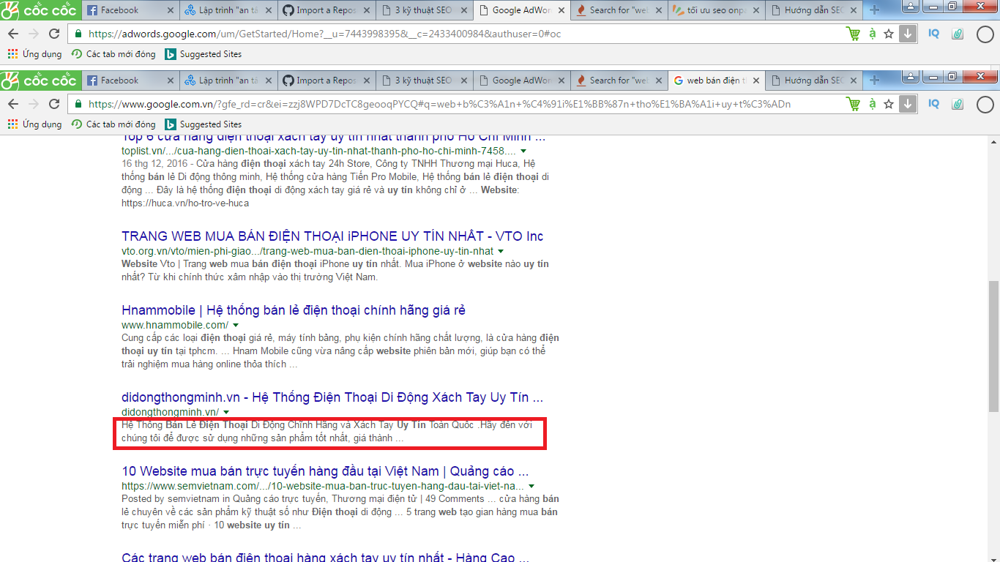 cốc cốc Facebook Lập trình "an tâ Import a Repos 3 kỹ thuật SEO Google AdWor Search for "web tối ưu seo onpa Hướng dẫn SEC
https://adwords.google.com/um/GetStarted/Home?__u=7443998395&__c=2433400984&authuser=0#oc
Ứng dụng Các tab mới đóng Suggested Sites
cốc cốc Facebook Lập trình "an tâ Import a Repos 3 kỹ thuật SEO Google AdWor Search for "web web bán điện t Hướng dẫn SEC
https://www.google.com.vn/?gfe_rd=cr&ei=zzj8WPD7DcTC8geooqPYCQ#q=web+b%C3%A1n+%C4%91i%E1%BB%87n+tho%E1%BA%A1i+uy+t%C3%ADn
Ứng dụng Các tab mới đóng Suggested Sites
Top 6 cửa hàng điện thoại xách tay uy tín nhất thành phố Hồ Chí Minh ...
toplist.vn/.../cua-hang-dien-thoai-xach-tay-uy-tin-nhat-thanh-pho-ho-chi-minh-7458....
16 thg 12, 2016 - Cửa hàng điện thoại xách tay 24h Store, Công ty TNHH Thương mại Huca, Hệ
thống bán lẻ Di động thông minh, Hệ thống cửa hàng Tiến Pro Mobile, Hệ thống bán lẻ điện thoại di
động ... Đây là hệ thống điện thoại di động xách tay giá rẻ và uy tín không chỉ ở ... Website:
https://huca.vn/ho-tro-ve-huca
TRANG WEB MUA BÁN ĐIỆN THOẠI iPHONE UY TÍN NHẤT - VTO Inc
vto.org.vn/vto/mien-phi-giao.../trang-web-mua-ban-dien-thoai-iphone-uy-tin-nhat
Website Vto | Trang web mua bán điện thoại iPhone uy tín nhất. Mua iPhone ở website nào uy tín
nhất? Từ khi chính thức xâm nhập vào thị trường Việt Nam.
Hnammobile | Hệ thống bán lẻ điện thoại chính hãng giá rẻ
www.hnammobile.com/
Cung cấp các loại điện thoại giá rẻ, máy tính bảng, phụ kiện chính hãng chất lượng, là cửa hàng điện
thoại uy tín tại tphcm. ... Hnam Mobile cũng vừa nâng cấp website phiên bản mới, giúp bạn có thể
trải nghiệm mua hàng online thỏa thích ...
didongthongminh.vn - Hệ Thống Điện Thoại Di Động Xách Tay Uy Tín ...
didongthongminh.vn/
Hệ Thống Bán Lẻ Điện Thoại Di Động Chính Hãng và Xách Tay Uy Tín Toàn Quốc .Hãy đến với
chúng tôi để được sử dụng những sản phẩm tốt nhất, giá thành ...
10 Website mua bán trực tuyến hàng đầu tại Việt Nam | Quảng cáo ...
https://www.semvietnam.com/.../10-website-mua-ban-truc-tuyen-hang-dau-tai-viet-na...
Posted by semvietnam in Quảng cáo trực tuyến, Thương mại điện tử | 49 Comments ... cửa hàng bán
lẻ chuyên về các sản phẩm kỹ thuật số như Điện thoại di động ... 5 trang web tạo gian hàng mua bán
trực tuyến miễn phí · 10 website uy tín ...
Các trang web bán điện thoại hàng xách tay uy tín nhất - Hàng Cao ...